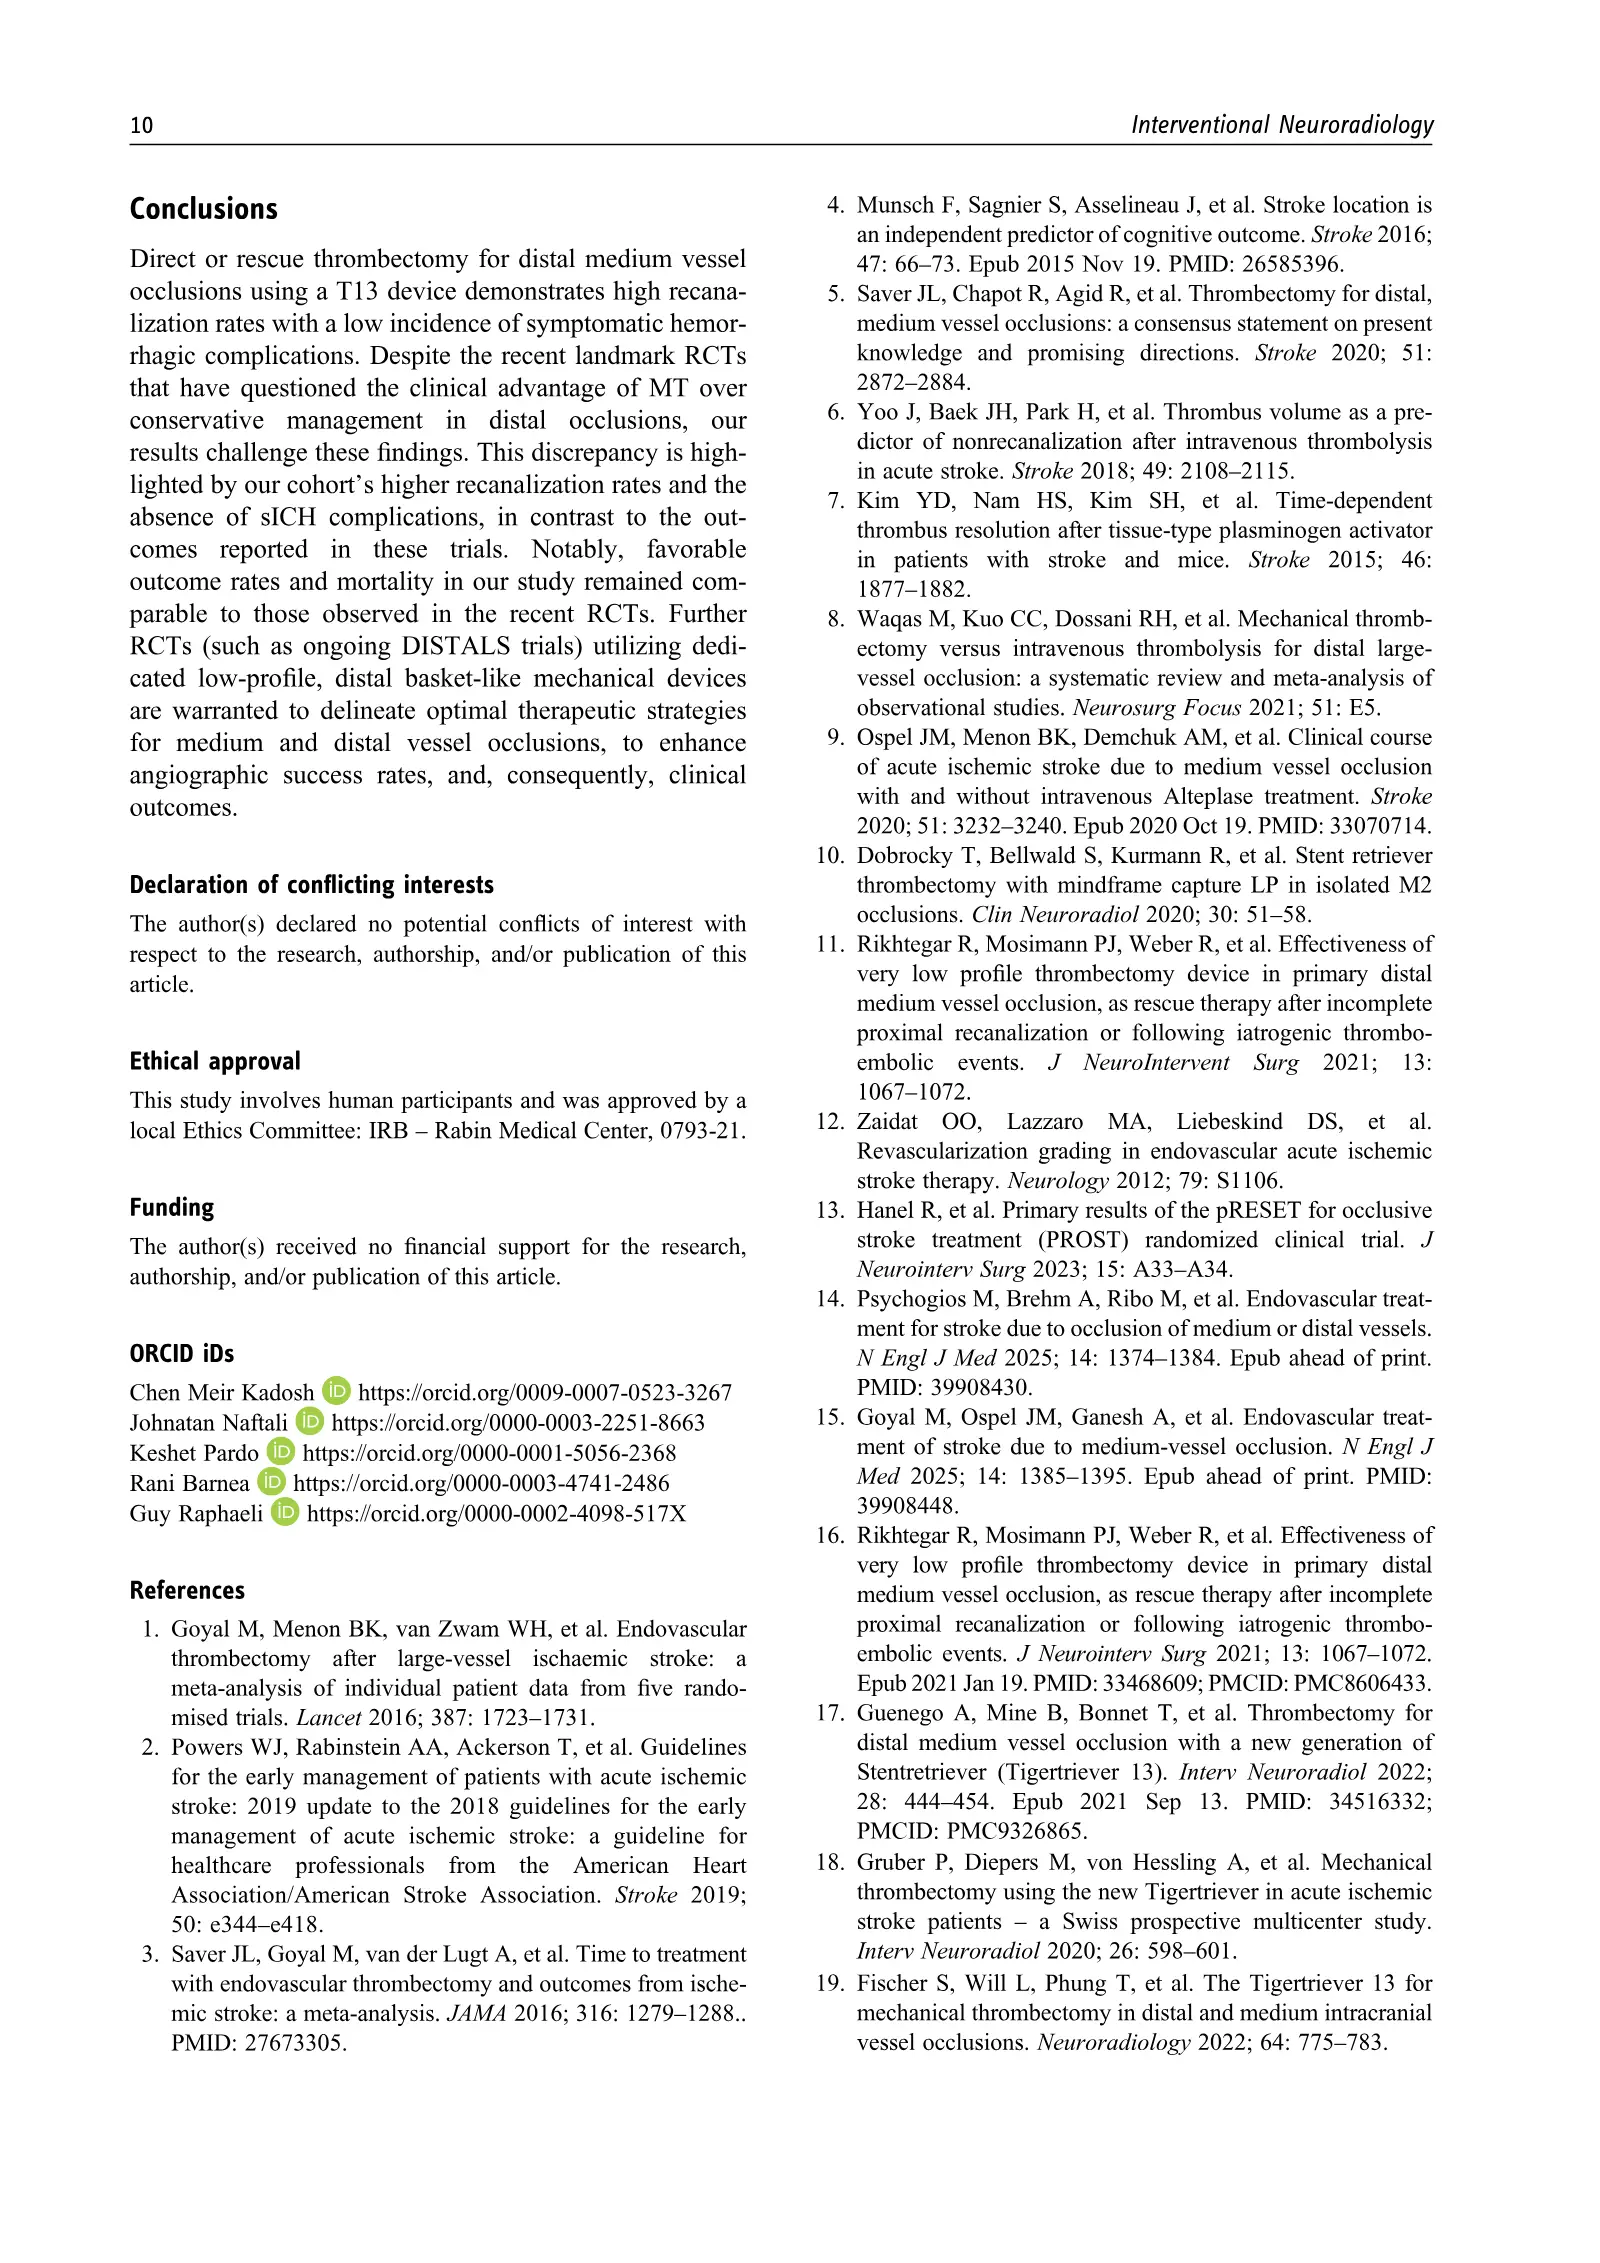 10
Interventional Neuroradiology
Conclusions
Direct or rescue thrombectomy for distal medium vessel
occlusions using a T13 device demonstrates high recana-
lization rates with a low incidence of symptomatic hemor-
rhagic complications. Despite the recent landmark RCTs
that have questioned the clinical advantage of MT over
conservative management in distal occlusions, our
results challenge these findings. This discrepancy is high-
lighted by our cohort’s higher recanalization rates and the
absence of sICH complications, in contrast to the out-
comes reported in these trials. Notably, favorable
outcome rates and mortality in our study remained com-
parable to those observed in the recent RCTs. Further
RCTs (such as ongoing DISTALS trials) utilizing dedi-
cated low-profile, distal basket-like mechanical devices
are warranted to delineate optimal therapeutic strategies
for medium and distal vessel occlusions, to enhance
angiographic success rates, and, consequently, clinical
outcomes.
Declaration of conflicting interests
The author(s) declared no potential conflicts of interest with
respect to the research, authorship, and/or publication of this
article.
Ethical approval
This study involves human participants and was approved by a
local Ethics Committee: IRB – Rabin Medical Center, 0793-21.
Funding
The author(s) received no financial support for the research,
authorship, and/or publication of this article.
ORCID iDs
Chen Meir Kadosh iD https://orcid.org/0009-0007-0523-3267
Johnatan Naftali iD https://orcid.org/0000-0003-2251-8663
Keshet Pardo iD https://orcid.org/0000-0001-5056-2368
Rani Barnea iD https://orcid.org/0000-0003-4741-2486
Guy Raphaeli iD https://orcid.org/0000-0002-4098-517X
References
1. Goyal M, Menon BK, van Zwam WH, et al. Endovascular
thrombectomy after large-vessel ischaemic stroke: a
meta-analysis of individual patient data from five rando-
mised trials. Lancet 2016; 387: 1723–1731.
2. Powers WJ, Rabinstein AA, Ackerson T, et al. Guidelines
for the early management of patients with acute ischemic
stroke: 2019 update to the 2018 guidelines for the early
management of acute ischemic stroke: a guideline for
healthcare professionals from the American Heart
Association/American Stroke Association. Stroke 2019;
50: e344–e418.
3. Saver JL, Goyal M, van der Lugt A, et al. Time to treatment
with endovascular thrombectomy and outcomes from ische-
mic stroke: a meta-analysis. JAMA 2016; 316: 1279–1288..
PMID: 27673305.
4. Munsch F, Sagnier S, Asselineau J, et al. Stroke location is
an independent predictor of cognitive outcome. Stroke 2016;
47: 66–73. Epub 2015 Nov 19. PMID: 26585396.
5. Saver JL, Chapot R, Agid R, et al. Thrombectomy for distal,
medium vessel occlusions: a consensus statement on present
knowledge and promising directions. Stroke 2020; 51:
2872–2884.
6. Yoo J, Baek JH, Park H, et al. Thrombus volume as a pre-
dictor of nonrecanalization after intravenous thrombolysis
in acute stroke. Stroke 2018; 49: 2108–2115.
7. Kim YD, Nam HS, Kim SH, et al. Time-dependent
thrombus resolution after tissue-type plasminogen activator
in patients with stroke and mice. Stroke 2015; 46:
1877–1882.
8. Waqas M, Kuo CC, Dossani RH, et al. Mechanical thromb-
ectomy versus intravenous thrombolysis for distal large-
vessel occlusion: a systematic review and meta-analysis of
observational studies. Neurosurg Focus 2021; 51: E5.
9. Ospel JM, Menon BK, Demchuk AM, et al. Clinical course
of acute ischemic stroke due to medium vessel occlusion
with and without intravenous Alteplase treatment. Stroke
2020; 51: 3232–3240. Epub 2020 Oct 19. PMID: 33070714.
10. Dobrocky T, Bellwald S, Kurmann R, et al. Stent retriever
thrombectomy with mindframe capture LP in isolated M2
occlusions. Clin Neuroradiol 2020; 30: 51–58.
11. Rikhtegar R, Mosimann PJ, Weber R, et al. Effectiveness of
very low profile thrombectomy device in primary distal
medium vessel occlusion, as rescue therapy after incomplete
proximal recanalization or following iatrogenic thrombo-
embolic events. J NeuroIntervent Surg 2021; 13:
1067–1072.
12. Zaidat OO, Lazzaro MA, Liebeskind DS, et al.
Revascularization grading in endovascular acute ischemic
stroke therapy. Neurology 2012; 79: S1106.
13. Hanel R, et al. Primary results of the pRESET for occlusive
stroke treatment (PROST) randomized clinical trial. J
Neurointerv Surg 2023; 15: A33–A34.
14. Psychogios M, Brehm A, Ribo M, et al. Endovascular treat-
ment for stroke due to occlusion of medium or distal vessels.
N Engl J Med 2025; 14: 1374–1384. Epub ahead of print.
PMID: 39908430.
15. Goyal M, Ospel JM, Ganesh A, et al. Endovascular treat-
ment of stroke due to medium-vessel occlusion. N Engl J
Med 2025; 14: 1385–1395. Epub ahead of print. PMID:
39908448.
16. Rikhtegar R, Mosimann PJ, Weber R, et al. Effectiveness of
very low profile thrombectomy device in primary distal
medium vessel occlusion, as rescue therapy after incomplete
proximal recanalization or following iatrogenic thrombo-
embolic events. J Neurointerv Surg 2021; 13: 1067–1072.
Epub 2021 Jan 19. PMID: 33468609; PMCID: PMC8606433.
17. Guenego A, Mine B, Bonnet T, et al. Thrombectomy for
distal medium vessel occlusion with a new generation of
Stentretriever (Tigertriever 13). Interv Neuroradiol 2022;
28: 444–454. Epub 2021 Sep 13. PMID: 34516332;
PMCID: PMC9326865.
18. Gruber P, Diepers M, von Hessling A, et al. Mechanical
thrombectomy using the new Tigertriever in acute ischemic
stroke patients – a Swiss prospective multicenter study.
Interv Neuroradiol 2020; 26: 598–601.
19. Fischer S, Will L, Phung T, et al. The Tigertriever 13 for
mechanical thrombectomy in distal and medium intracranial
vessel occlusions. Neuroradiology 2022; 64: 775–783.